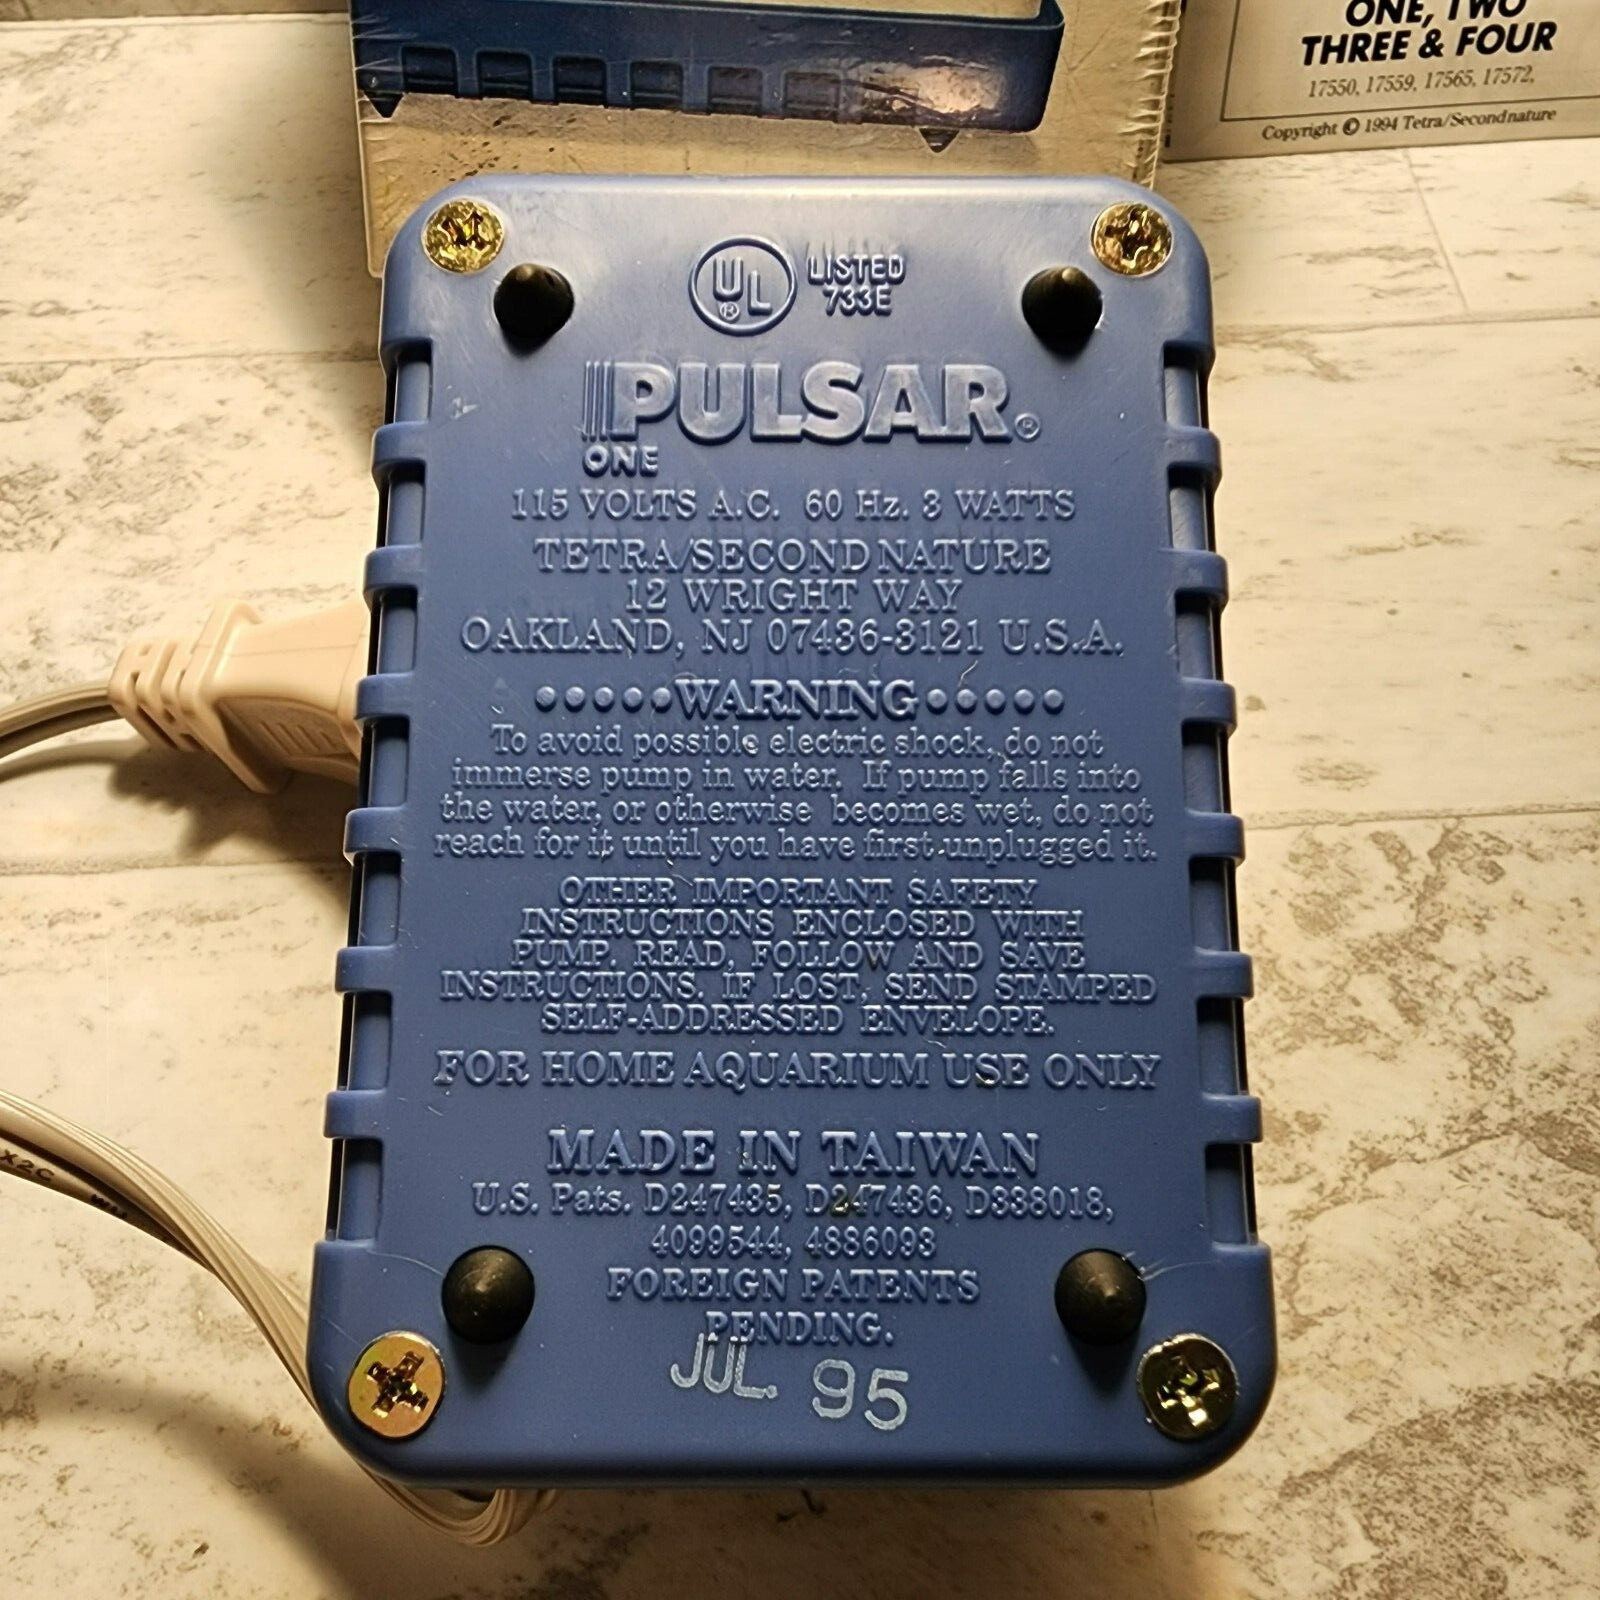 ONE, TWO
THREE & FOUR
17550, 17559, 17565, 17572,
Copyright © 1994 Tetra/Secondnature
UL®
LISTED
733E
PULSAR®
ONE
115 VOLTS A.C. 60 Hz. 3 WATTS
TETRA/SECOND NATURE
12 WRIGHT WAY
OAKLAND, NJ 07436-3121 U.S.A.
•••••WARNING•••••
To avoid possible electric shock, do not
immerse pump in water. If pump falls into
the water, or otherwise becomes wet, do not
reach for it until you have first unplugged it.
OTHER IMPORTANT SAFETY
INSTRUCTIONS ENCLOSED WITH
PUMP. READ, FOLLOW AND SAVE
INSTRUCTIONS. IF LOST, SEND STAMPED
SELF-ADDRESSED ENVELOPE.
FOR HOME AQUARIUM USE ONLY
MADE IN TAIWAN
U.S. Pats. D247435, D247436, D338018,
4099544, 4886093
FOREIGN PATENTS
PENDING.
JUL. 95
X2C